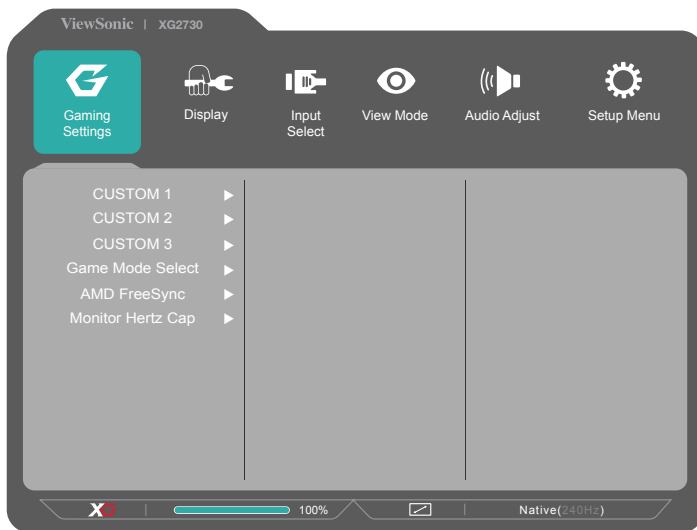 ViewSonic | XG2730
Gaming
Settings
Display
Input
Select
View Mode
Audio Adjust
Setup Menu
CUSTOM 1
CUSTOM 2
CUSTOM 3
Game Mode Select
AMD FreeSync
Monitor Hertz Cap
XG | 100% | Native(240Hz)